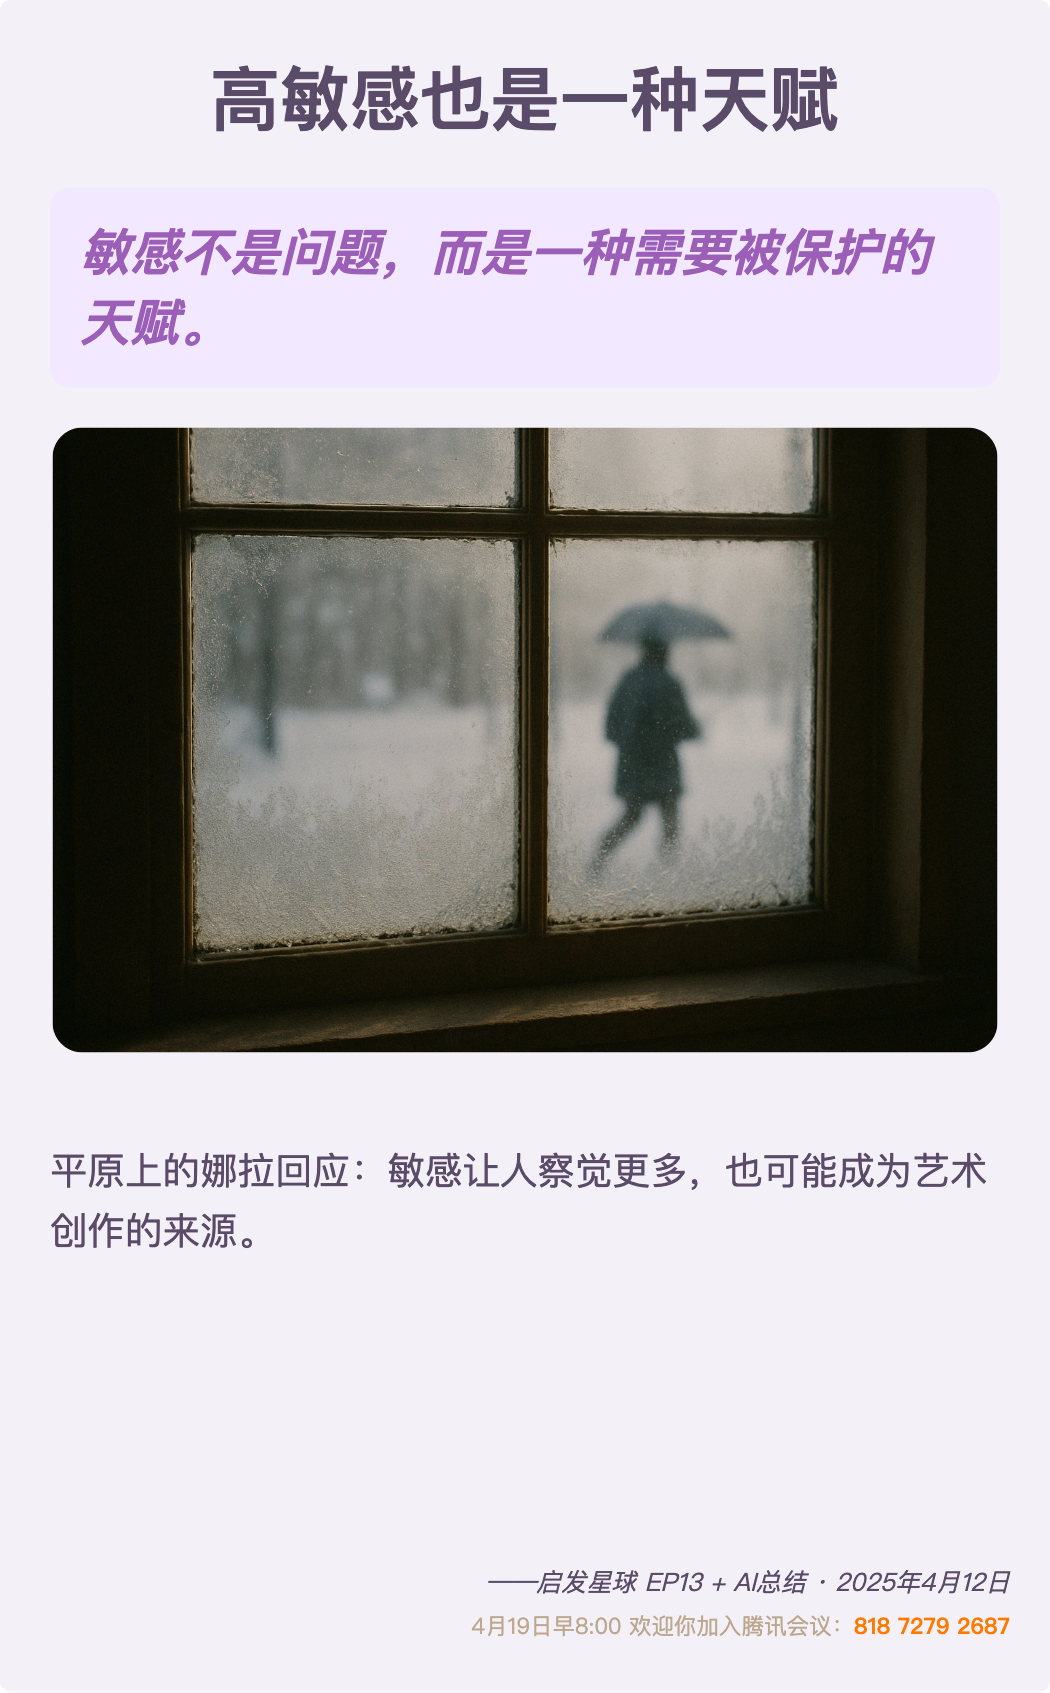 高敏感也是一种天赋
敏感不是问题，而是一种需要被保护的
天赋。
平原上的娜拉回应：敏感让人察觉更多，也可能成为艺术
创作的来源。
——启发星球 EP13 + AI总结 · 2025年4月12日
4月19日早8:00 欢迎你加入腾讯会议：818 7279 2687